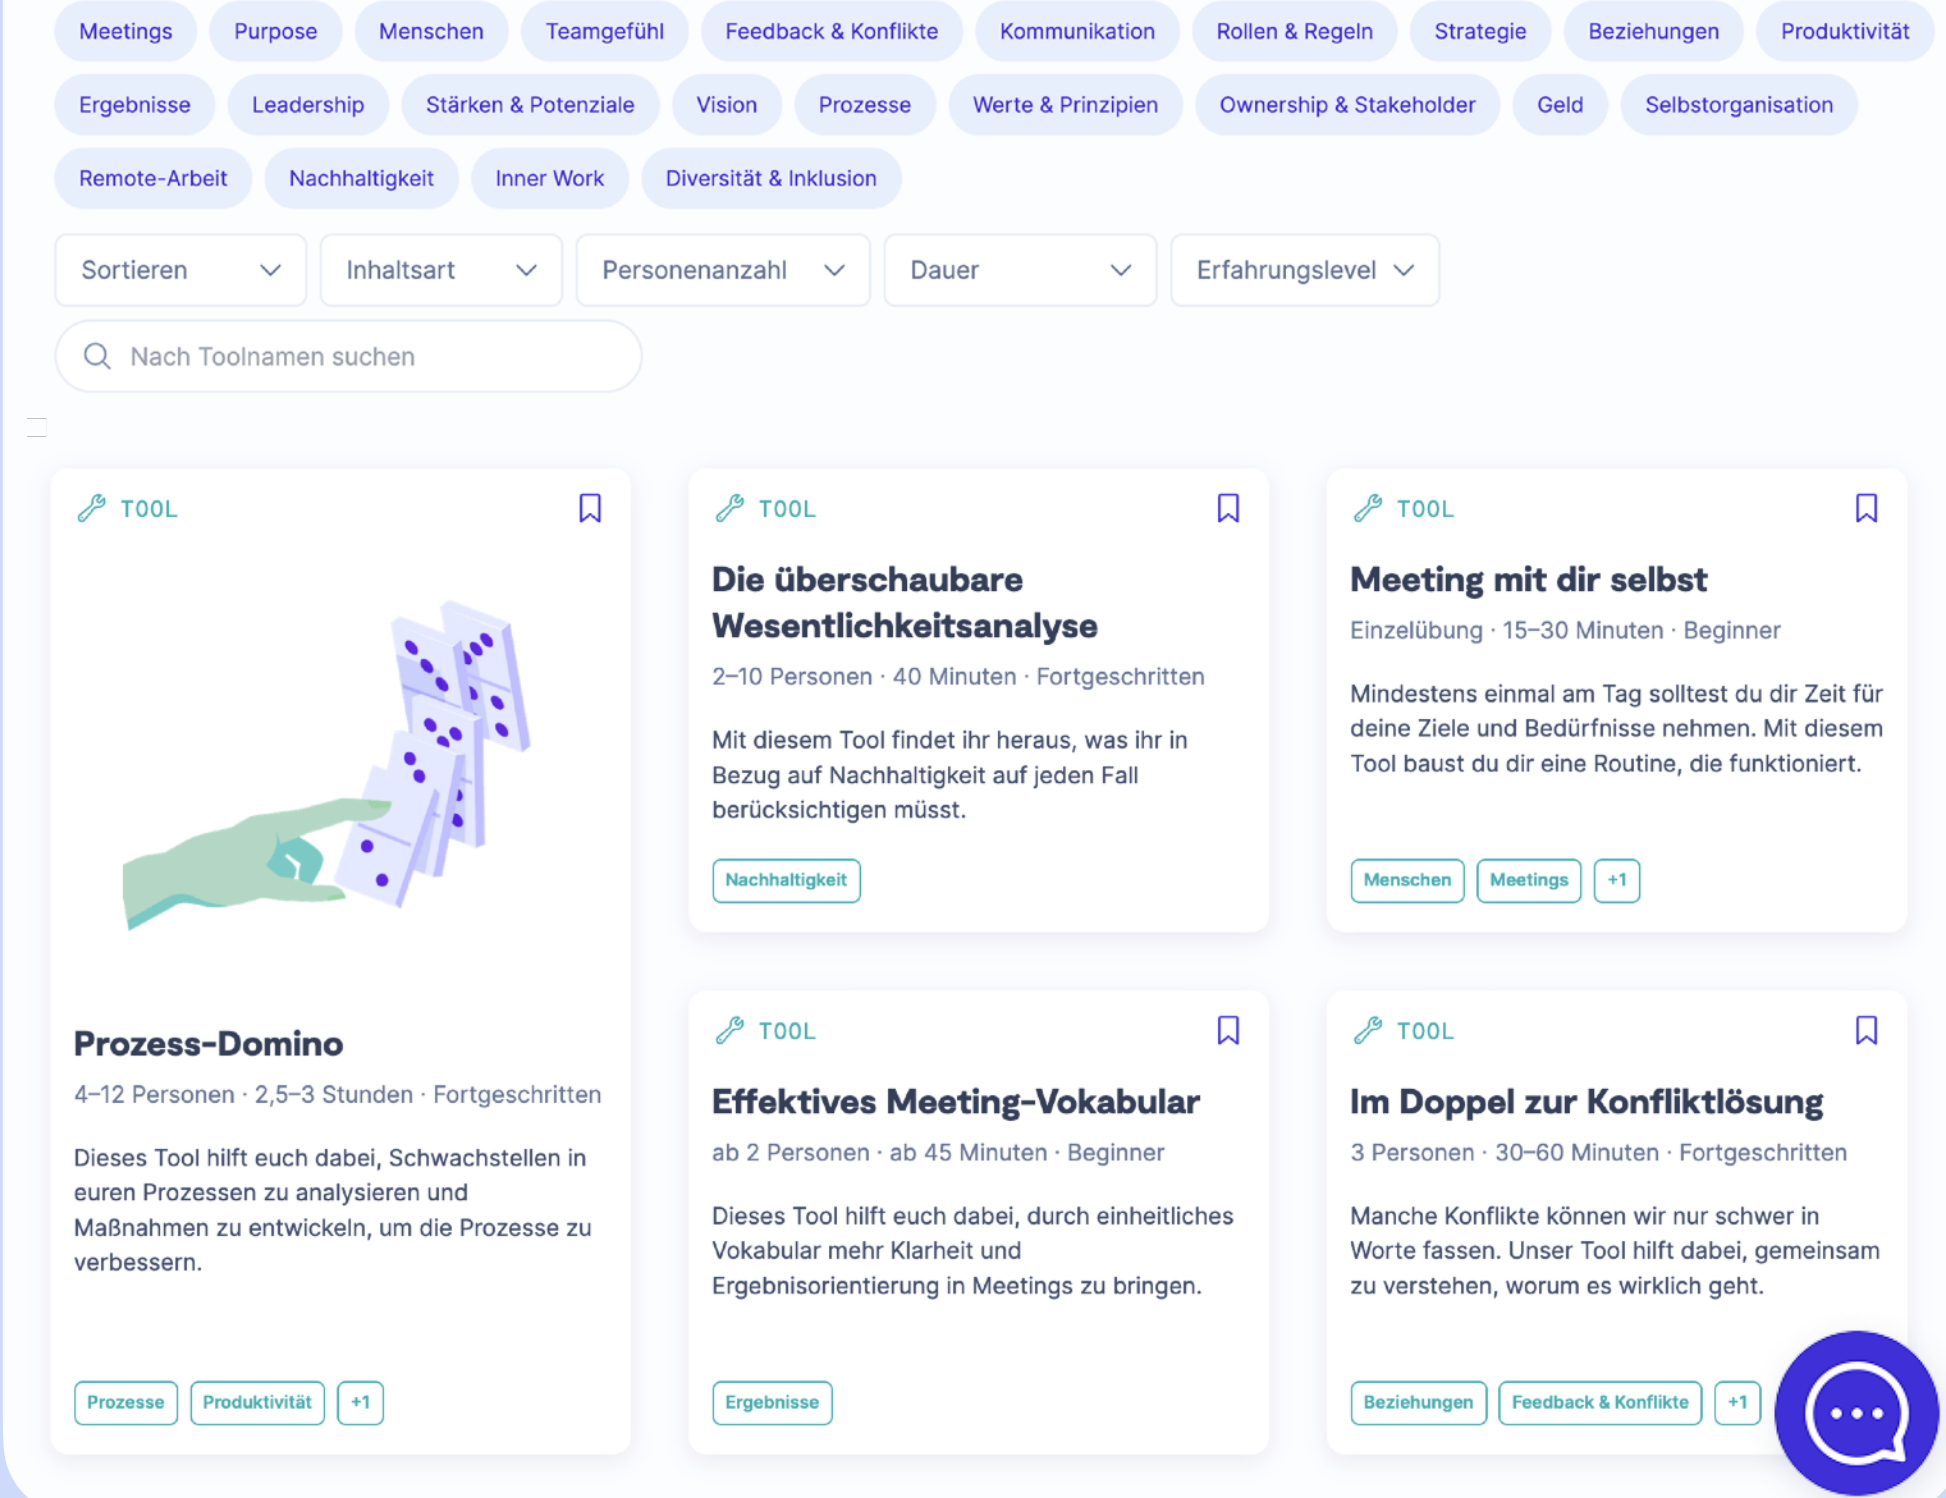 Meetings Purpose Menschen Teamgefühl Feedback & Konflikte Kommunikation Rollen & Regeln Strategie Beziehungen Produktivität
Ergebnisse Leadership Stärken & Potenziale Vision Prozesse Werte & Prinzipien Ownership & Stakeholder Geld Selbstorganisation
Remote-Arbeit Nachhaltigkeit Inner Work Diversität & Inklusion
Sortieren Inhaltsart Personenanzahl Dauer Erfahrungslevel
Nach Toolnamen suchen
TOOL
Prozess-Domino
4–12 Personen · 2,5–3 Stunden · Fortgeschritten
Dieses Tool hilft euch dabei, Schwachstellen in
euren Prozessen zu analysieren und
Maßnahmen zu entwickeln, um die Prozesse zu
verbessern.
Prozesse Produktivität +1
TOOL
Die überschaubare
Wesentlichkeitsanalyse
2–10 Personen · 40 Minuten · Fortgeschritten
Mit diesem Tool findet ihr heraus, was ihr in
Bezug auf Nachhaltigkeit auf jeden Fall
berücksichtigen müsst.
Nachhaltigkeit
TOOL
Meeting mit dir selbst
Einzelübung · 15–30 Minuten · Beginner
Mindestens einmal am Tag solltest du dir Zeit für
deine Ziele und Bedürfnisse nehmen. Mit diesem
Tool baust du dir eine Routine, die funktioniert.
Menschen Meetings +1
TOOL
Effektives Meeting-Vokabular
ab 2 Personen · ab 45 Minuten · Beginner
Dieses Tool hilft euch dabei, durch einheitliches
Vokabular mehr Klarheit und
Ergebnisorientierung in Meetings zu bringen.
Ergebnisse
TOOL
Im Doppel zur Konfliktlösung
3 Personen · 30–60 Minuten · Fortgeschritten
Manche Konflikte können wir nur schwer in
Worte fassen. Unser Tool hilft dabei, gemeinsam
zu verstehen, worum es wirklich geht.
Beziehungen Feedback & Konflikte +1